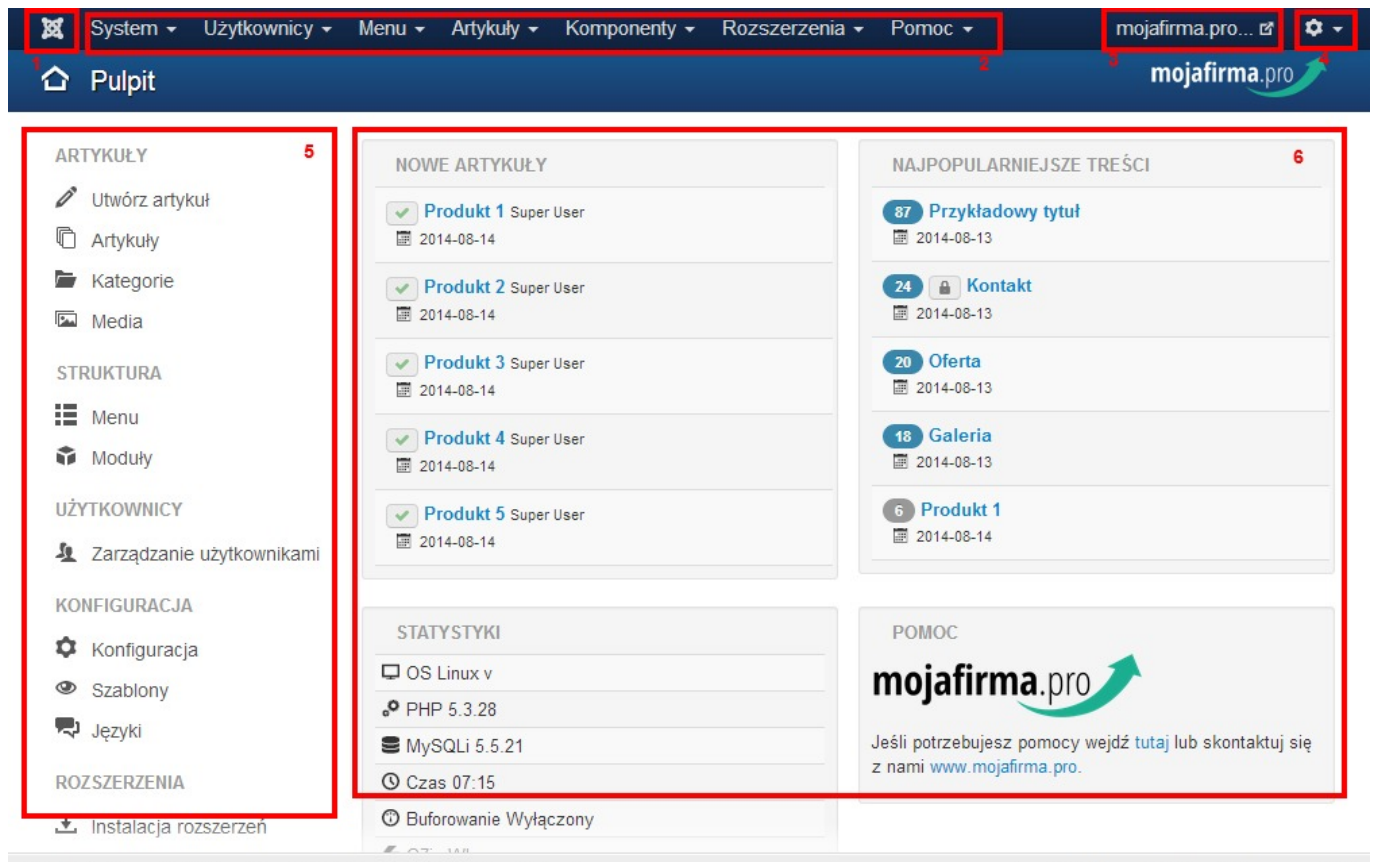 System Użytkownicy Menu Artykuły Komponenty Rozszerzenia Pomoc mojafirma.pro...
1 2 3 4
Pulpit mojafirma.pro
5
ARTYKUŁY
Utwórz artykuł
Artykuły
Kategorie
Media
STRUKTURA
Menu
Moduły
UŻYTKOWNICY
Zarządzanie użytkownikami
KONFIGURACJA
Konfiguracja
Szablony
Języki
ROZSZERZENIA
Instalacja rozszerzeń
6
NOWE ARTYKUŁY
Produkt 1 Super User
2014-08-14
Produkt 2 Super User
2014-08-14
Produkt 3 Super User
2014-08-14
Produkt 4 Super User
2014-08-14
Produkt 5 Super User
2014-08-14
NAJPOPULARNIEJSZE TREŚCI
87 Przykładowy tytuł
2014-08-13
24 Kontakt
2014-08-13
20 Oferta
2014-08-13
18 Galeria
2014-08-13
6 Produkt 1
2014-08-14
STATYSTYKI
OS Linux v
PHP 5.3.28
MySQLi 5.5.21
Czas 07:15
Buforowanie Wyłączony
POMOC
mojafirma.pro
Jeśli potrzebujesz pomocy wejdź tutaj lub skontaktuj się
z nami www.mojafirma.pro.